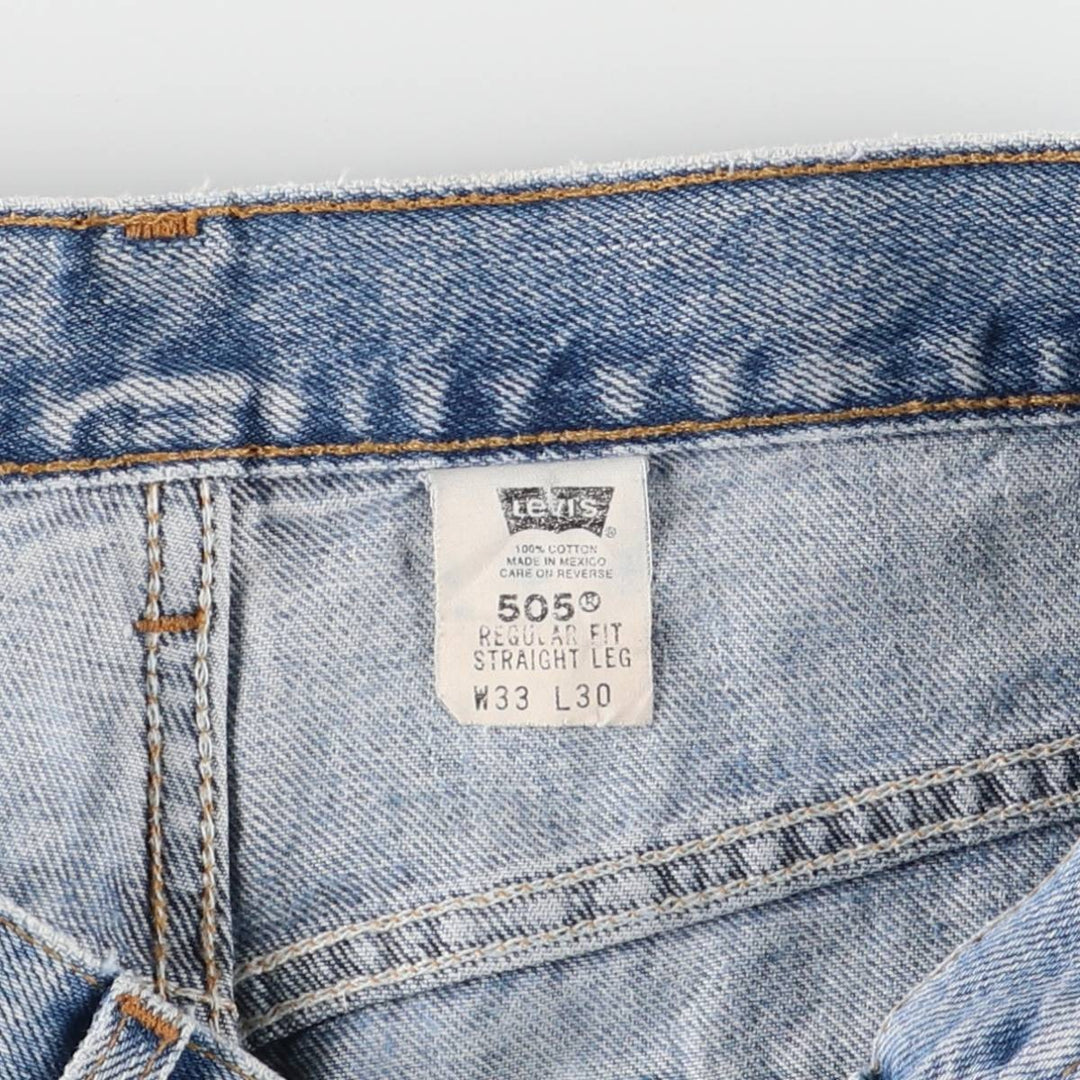 Levi's ®
100% COTTON
MADE IN MEXICO
CARE ON REVERSE
505®
REGULAR FIT
STRAIGHT LEG
W33 L30